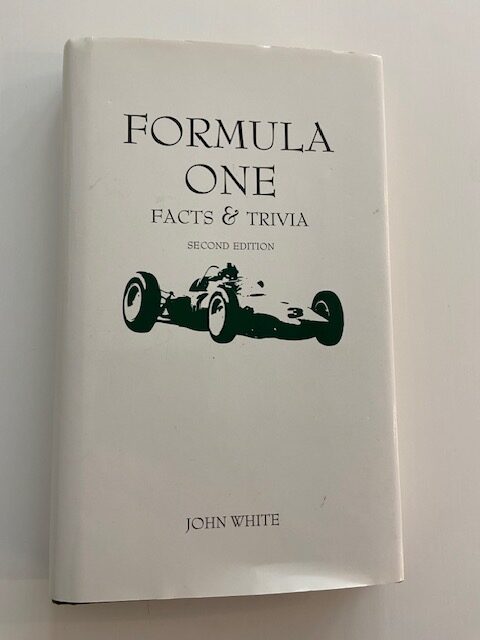 FORMULA
ONE
FACTS & TRIVIA
SECOND EDITION
3
JOHN WHITE